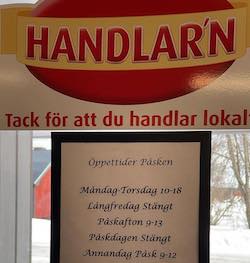 HANDLAR'N
Tack för att du handlar lokalt
Öppettider Påsken
Måndag-Torsdag 10-18
Långfredag Stängt
Påskafton 9-13
Påskdagen Stängt
Annandag Påsk 9-12